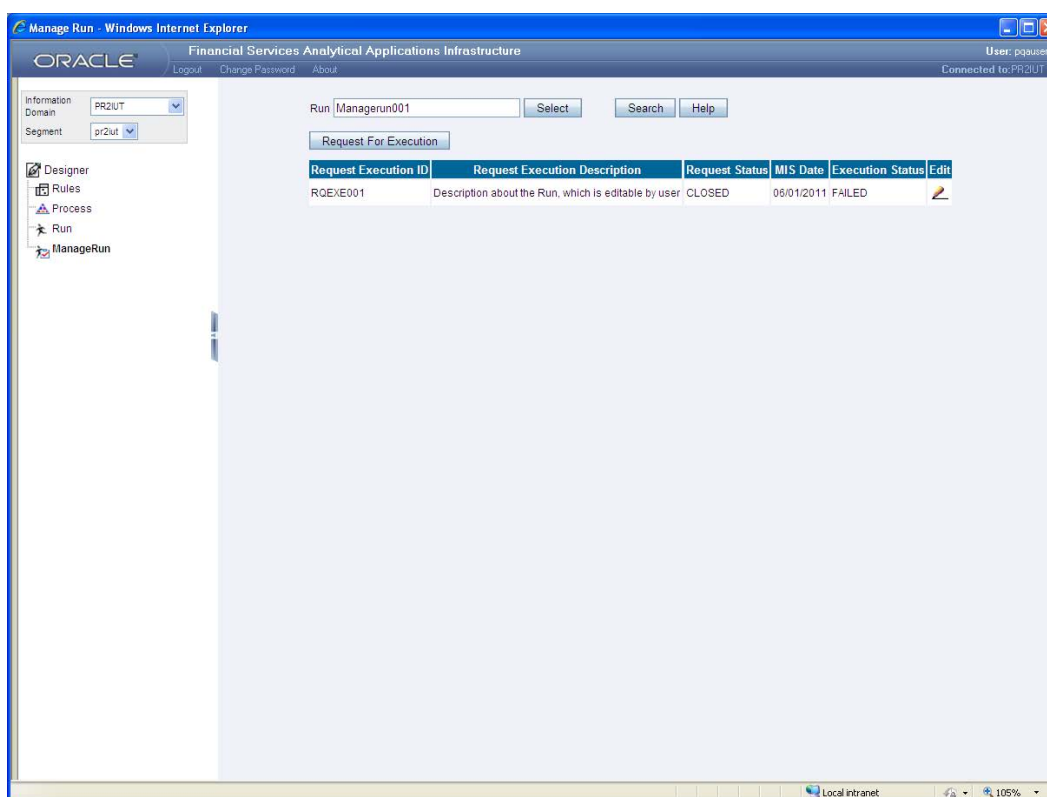 Manage Run - Windows Internet Explorer
ORACLE
Financial Services Analytical Applications Infrastructure
User: pqauser
Logout Change Password About
Connected to:PR2IUT
Information Domain PR2IUT
Segment pr2iut
Run Managerun001 Select Search Help
Request For Execution
Designer
Rules
Process
Run
ManageRun
Request Execution ID Request Execution Description Request Status MIS Date Execution Status Edit
RQEXE001 Description about the Run, which is editable by user CLOSED 06/01/2011 FAILED
Local intranet 105%